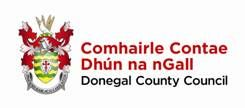 Comhairle Contae
Dhún na nGall
Donegal County Council